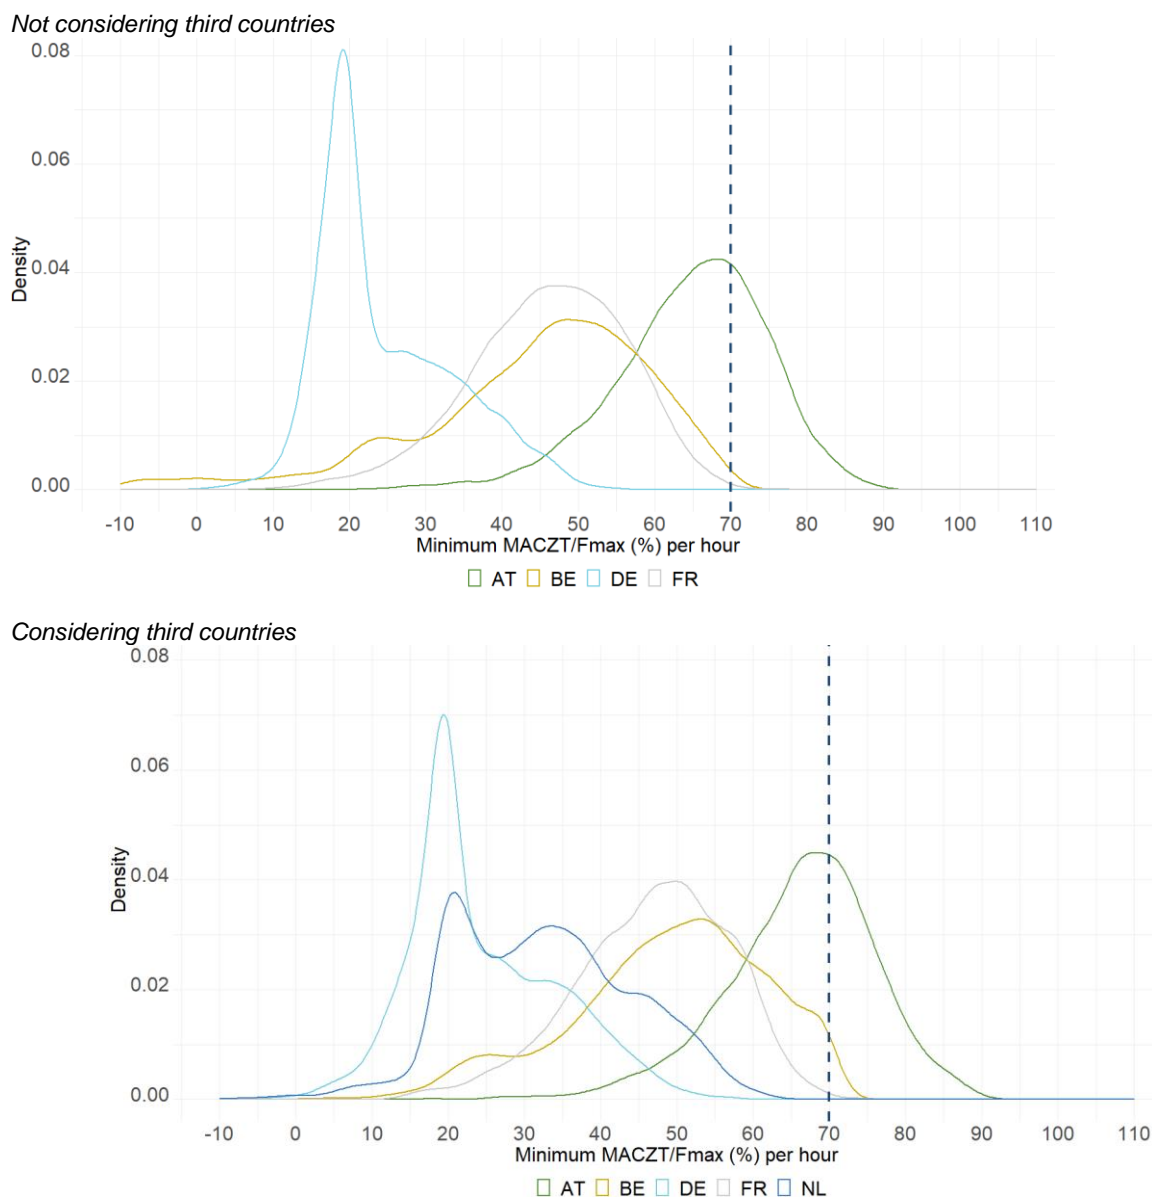 Not considering third countries
0.08
0.06
0.04
0.02
0.00
Density
-10 0 10 20 30 40 50 60 70 80 90 100 110
Minimum MACZT/Fmax (%) per hour
AT BE DE FR
Considering third countries
0.08
0.06
0.04
0.02
0.00
Density
-10 0 10 20 30 40 50 60 70 80 90 100 110
Minimum MACZT/Fmax (%) per hour
AT BE DE FR NL